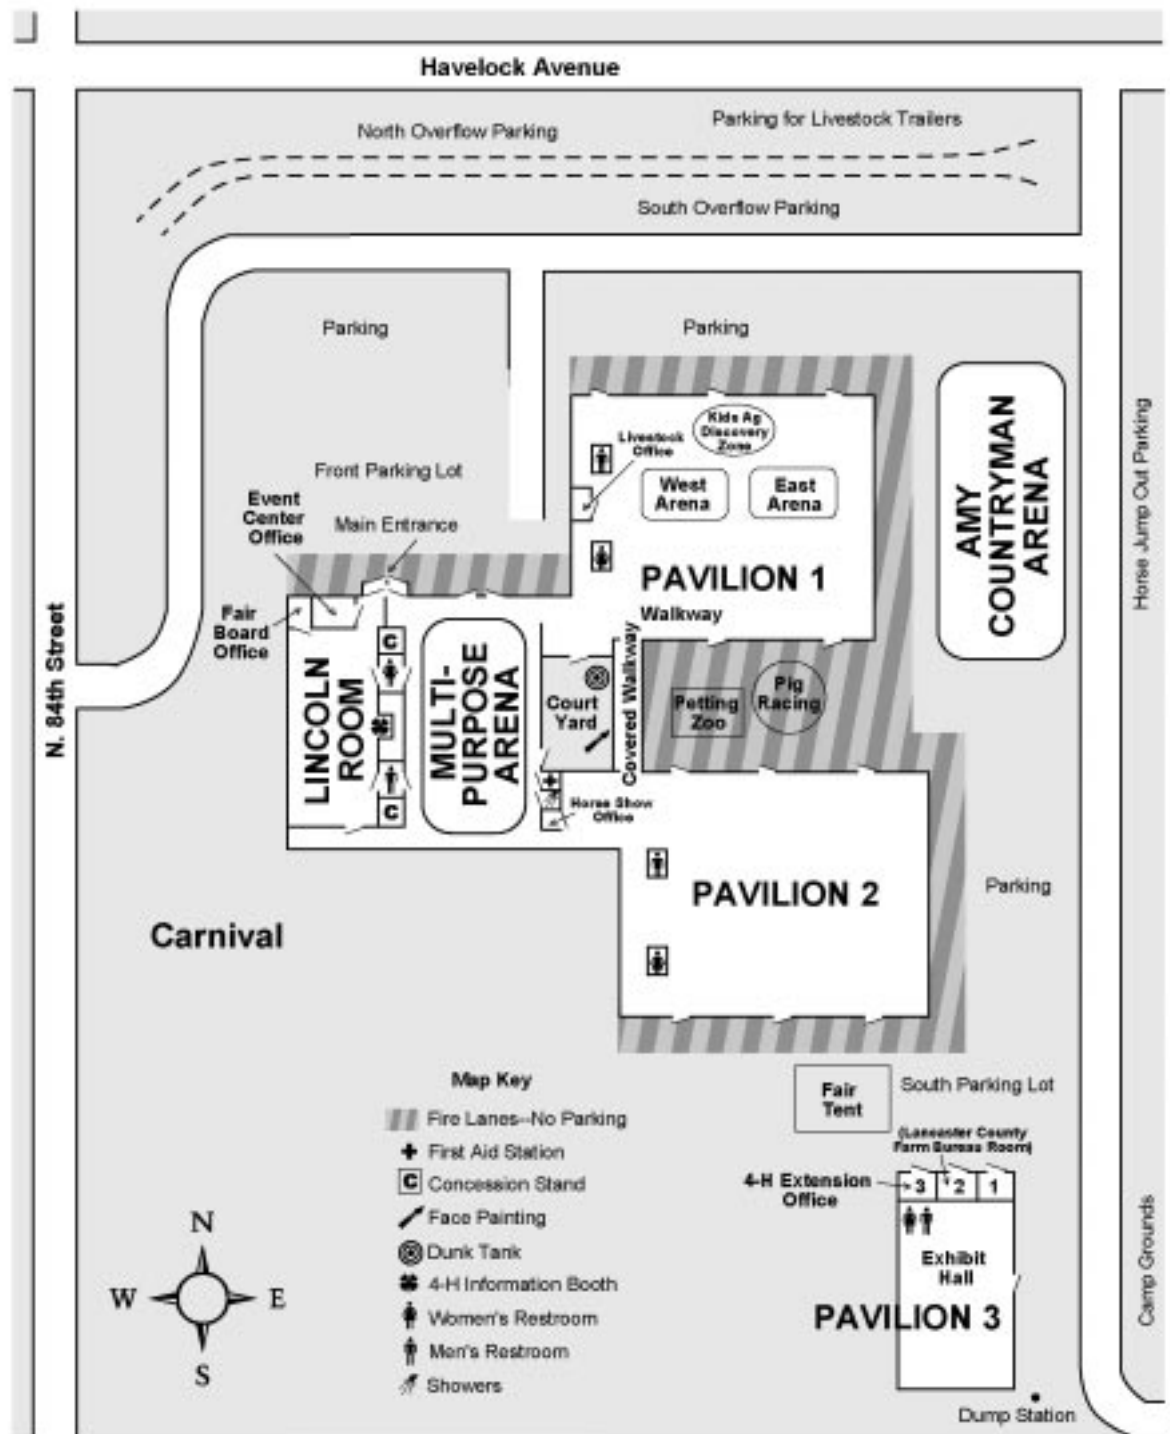 Havelock Avenue
North Overflow Parking
Parking for Livestock Trailers
South Overflow Parking
Parking
Parking
Front Parking Lot
Main Entrance
Event
Center
Office
Fair
Board
Office
N. 84th Street
Livestock
Office
Kids Ag
Discovery
Zone
West
Arena
East
Arena
PAVILION 1
Walkway
AMY
COUNTRYMAN
ARENA
Horse Jump Out Parking
LINCOLN
ROOM
C
C
MULTI-
PURPOSE
ARENA
Court
Yard
Covered Walkway
Petting
Zoo
Pig
Racing
Horse Show
Office
PAVILION 2
Parking
Carnival
Map Key
Fire Lanes--No Parking
First Aid Station
C Concession Stand
Face Painting
Dunk Tank
4-H Information Booth
Women's Restroom
Men's Restroom
Showers
N
W E
S
Fair
Tent
South Parking Lot
(Lancaster County
Farm Bureau Room)
4-H Extension
Office
3 2 1
Exhibit
Hall
PAVILION 3
Camp Grounds
Dump Station